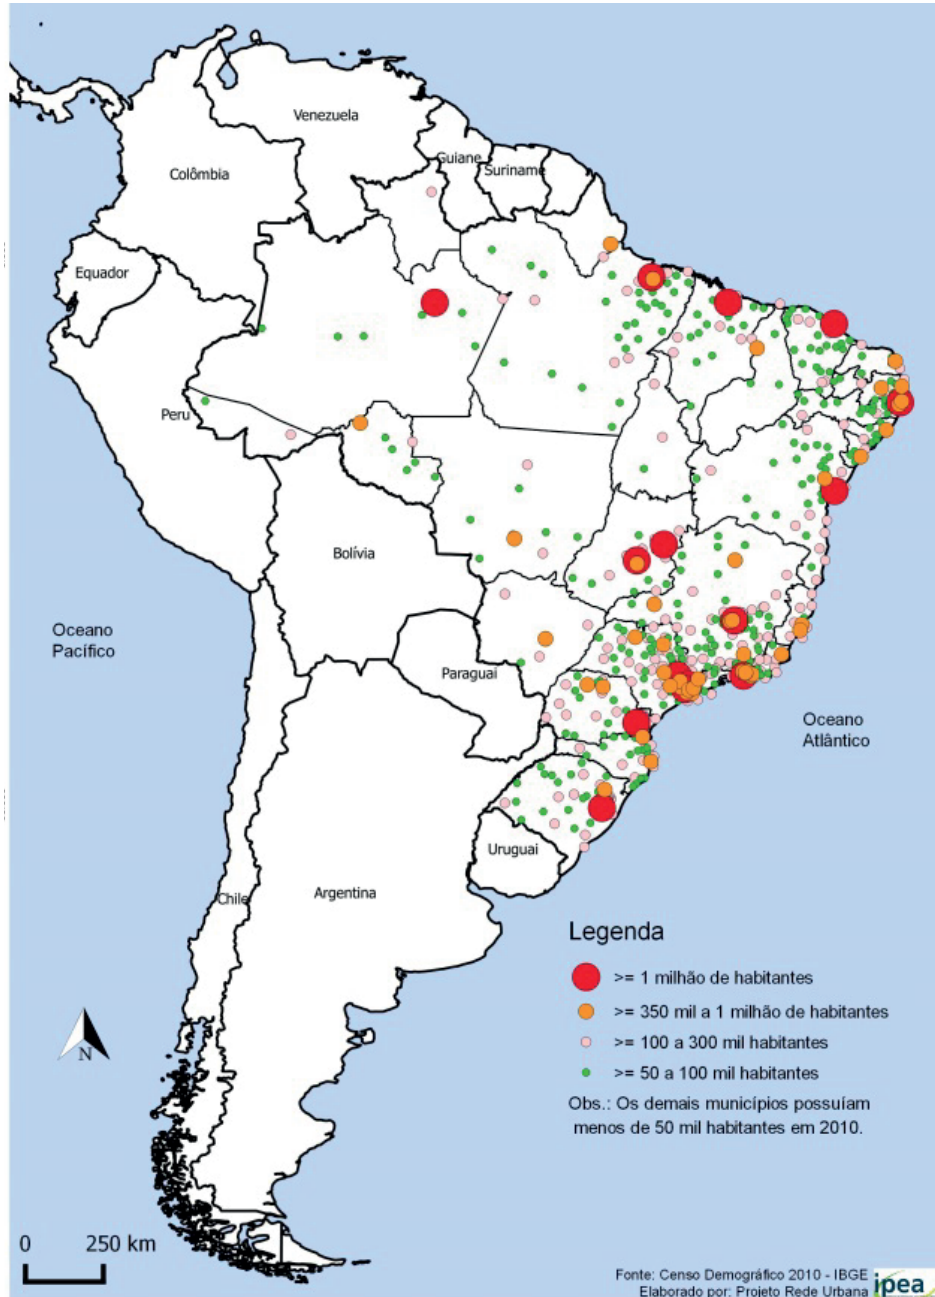 Venezuela
Guiane
Suriname
Colômbia
Equador
Peru
Bolívia
Oceano
Pacífico
Paraguai
Oceano
Atlântico
Uruguai
Argentina
Chile
Legenda
>= 1 milhão de habitantes
>= 350 mil a 1 milhão de habitantes
>= 100 a 300 mil habitantes
>= 50 a 100 mil habitantes
Obs.: Os demais municípios possuíam
menos de 50 mil habitantes em 2010.
N
0 250 km
Fonte: Censo Demográfico 2010 - IBGE
Elaborado por: Projeto Rede Urbana
ipea